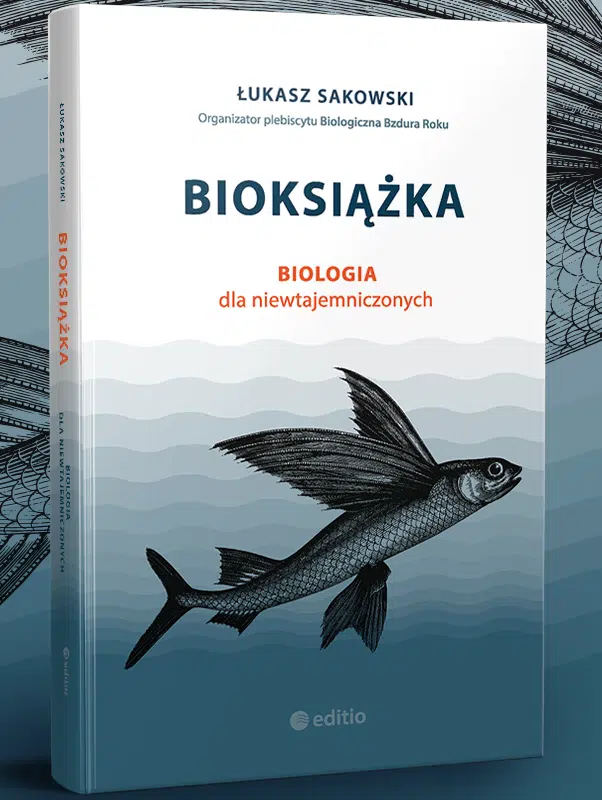 ŁUKASZ SAKOWSKI
Organizator plebiscytu Biologiczna Bzdura Roku
BIOKSIĄŻKA
BIOLOGIA
dla niewtajemniczonych
editio
ŁUKASZ SAKOWSKI
BIOKSIĄŻKA
BIOLOGIA
DLA NIEWTAJEMNICZONYCH
editio